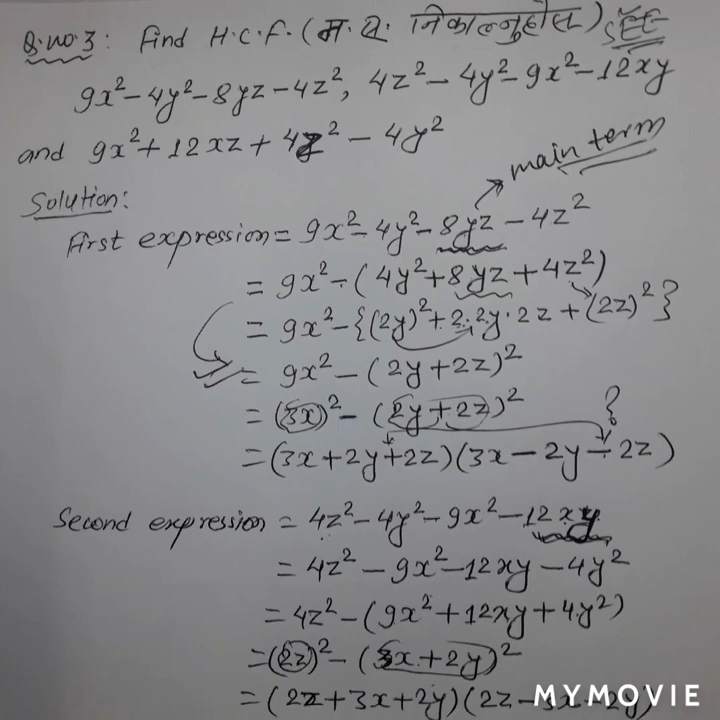 Q.no.3: Find H.C.F. (म.स. निकाल्नुहोस) SEE
9x²-4y²-8yz-4z², 4z²-4y²-9x²-12xy
and 9x²+12xz+4z²-4y²
main term
Solution:
First expression= 9x²-4y²-8yz-4z²
= 9x²-(4y²+8yz+4z²)
= 9x²-{(2y)²+2.2y.2z+(2z)²}
= 9x²-(2y+2z)²
= (3x)²-(2y+2z)² ?
=(3x+2y+2z)(3x-2y-2z)
Second expression = 4z²-4y²-9x²-12xy
= 4z²-9x²-12xy-4y²
= 4z²-(9x²+12xy+4y²)
=(2z)²-(3x+2y)²
= (2z+3x+2y)(2z-3x-2y)
MYMOVIE